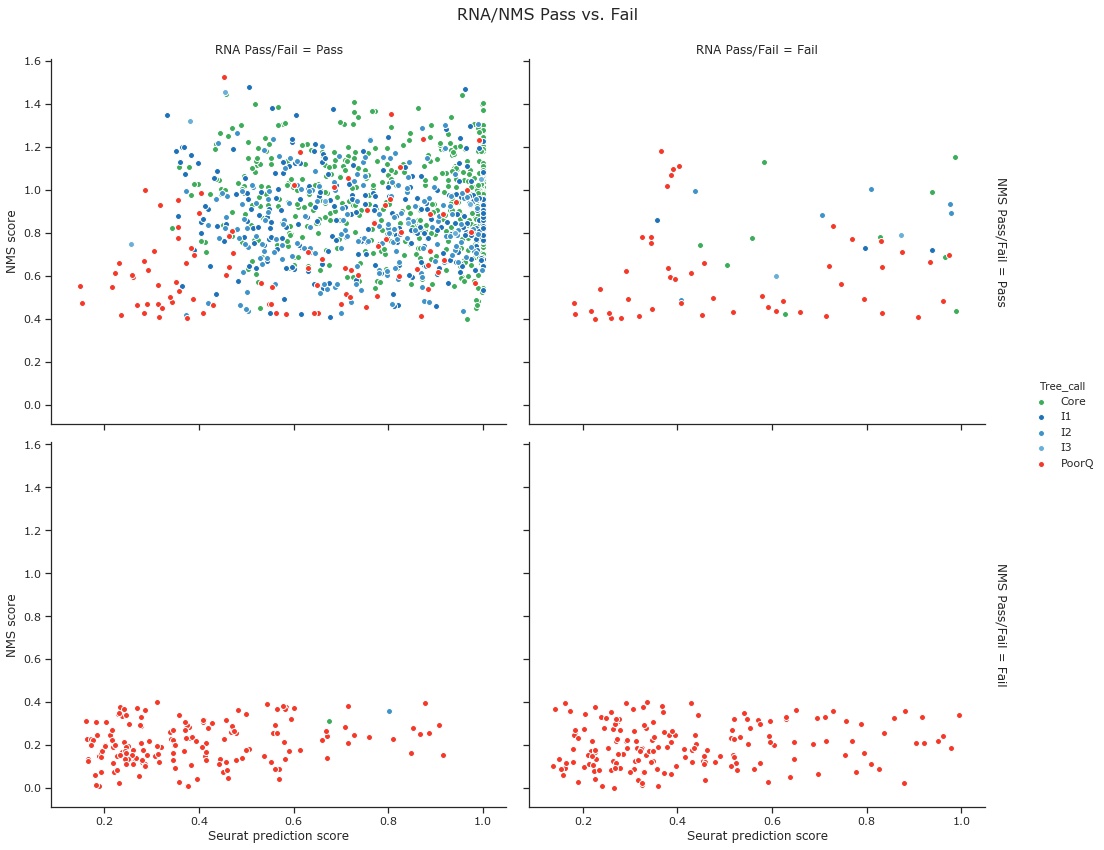 RNA/NMS Pass vs. Fail
RNA Pass/Fail = Pass
RNA Pass/Fail = Fail
1.6
1.4
1.2
1.0
0.8
0.6
0.4
0.2
0.0
NMS score
NMS Pass/Fail = Pass
Tree_call
Core
I1
I2
I3
PoorQ
1.6
1.4
1.2
1.0
0.8
0.6
0.4
0.2
0.0
NMS score
NMS Pass/Fail = Fail
0.2 0.4 0.6 0.8 1.0
0.2 0.4 0.6 0.8 1.0
Seurat prediction score
Seurat prediction score